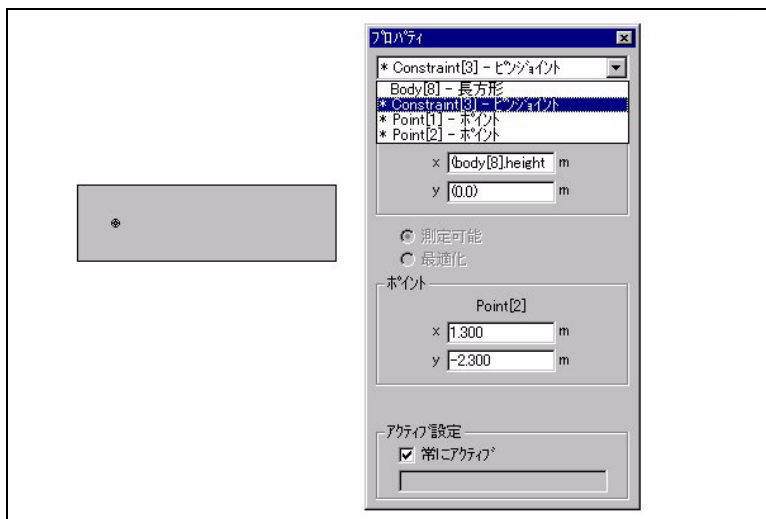 プロパティ
* Constraint[3] - ピンジョイント
Body[8] - 長方形
* Constraint[3] - ピンジョイント
* Point[1] - ポイント
* Point[2] - ポイント
x (body[8].height m
y (0.0) m
測定可能
最適化
ポイント
Point[2]
x 1.300 m
y -2.300 m
アクティブ設定
常にアクティブ